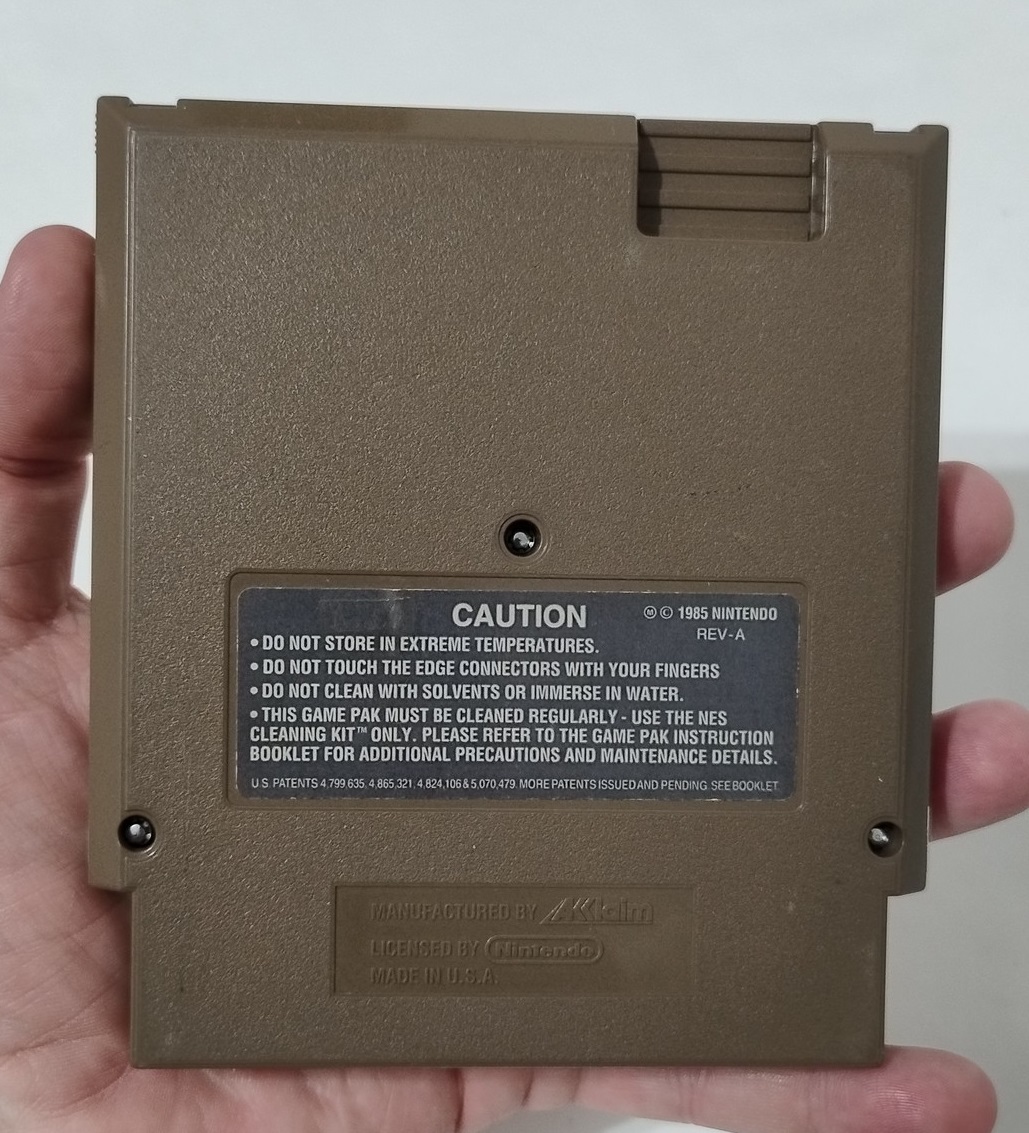 CAUTION
Ⓜ © 1985 NINTENDO
REV-A
• DO NOT STORE IN EXTREME TEMPERATURES.
• DO NOT TOUCH THE EDGE CONNECTORS WITH YOUR FINGERS
• DO NOT CLEAN WITH SOLVENTS OR IMMERSE IN WATER.
• THIS GAME PAK MUST BE CLEANED REGULARLY - USE THE NES
CLEANING KIT™ ONLY. PLEASE REFER TO THE GAME PAK INSTRUCTION
BOOKLET FOR ADDITIONAL PRECAUTIONS AND MAINTENANCE DETAILS.
U.S. PATENTS 4,799,635, 4,865,321, 4,824,106 & 5,070,479. MORE PATENTS ISSUED AND PENDING. SEE BOOKLET.
MANUFACTURED BY AKKlaim
LICENSED BY Nintendo
MADE IN U.S.A.